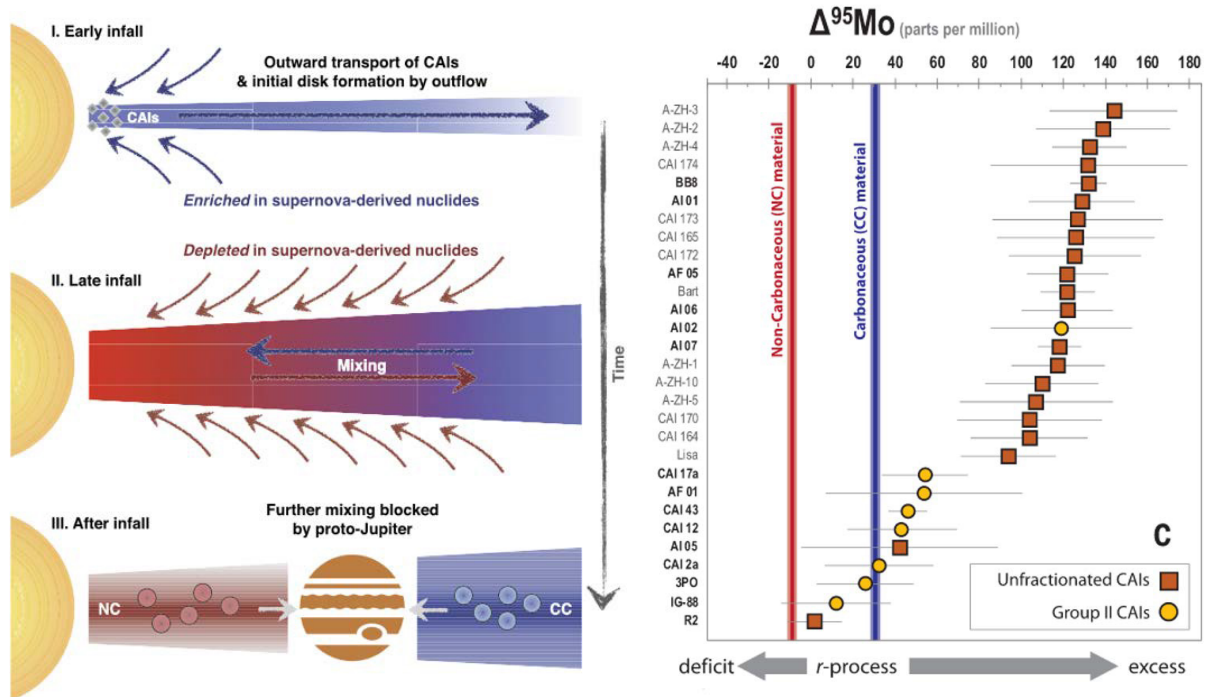 I. Early infall
Outward transport of CAIs
& initial disk formation by outflow
CAIs
Enriched in supernova-derived nuclides
Depleted in supernova-derived nuclides
II. Late infall
Mixing
Time
III. After infall
Further mixing blocked
by proto-Jupiter
NC
CC
Δ95Mo (parts per million)
-40 -20 0 20 40 60 80 100 120 140 160 180
Non-Carbonaceous (NC) material
Carbonaceous (CC) material
A-ZH-3
A-ZH-2
A-ZH-4
CAI 174
BB8
AI 01
CAI 173
CAI 165
CAI 172
AF 05
Bart
AI 06
AI 02
AI 07
A-ZH-1
A-ZH-10
A-ZH-5
CAI 170
CAI 164
Lisa
CAI 17a
AF 01
CAI 43
CAI 12
AI 05
CAI 2a
3PO
IG-88
R2
C
Unfractionated CAIs
Group II CAIs
deficit r-process excess